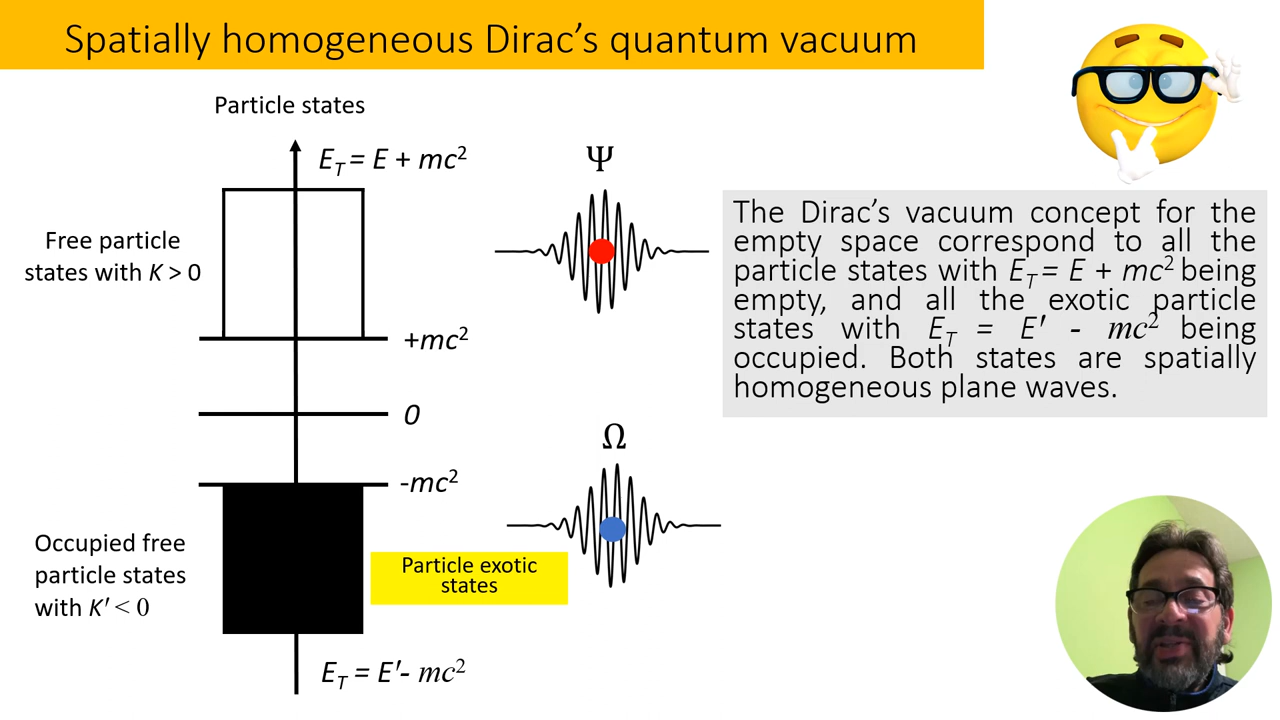 Spatially homogeneous Dirac’s quantum vacuum
Particle states
E_T = E + mc²
Ψ
Free particle
states with K > 0
+mc²
0
Ω
-mc²
Occupied free
particle states
with K′ < 0
Particle exotic
states
E_T = E′- mc²
The Dirac’s vacuum concept for the
empty space correspond to all the
particle states with E_T = E + mc² being
empty, and all the exotic particle
states with E_T = E′ - mc² being
occupied. Both states are spatially
homogeneous plane waves.